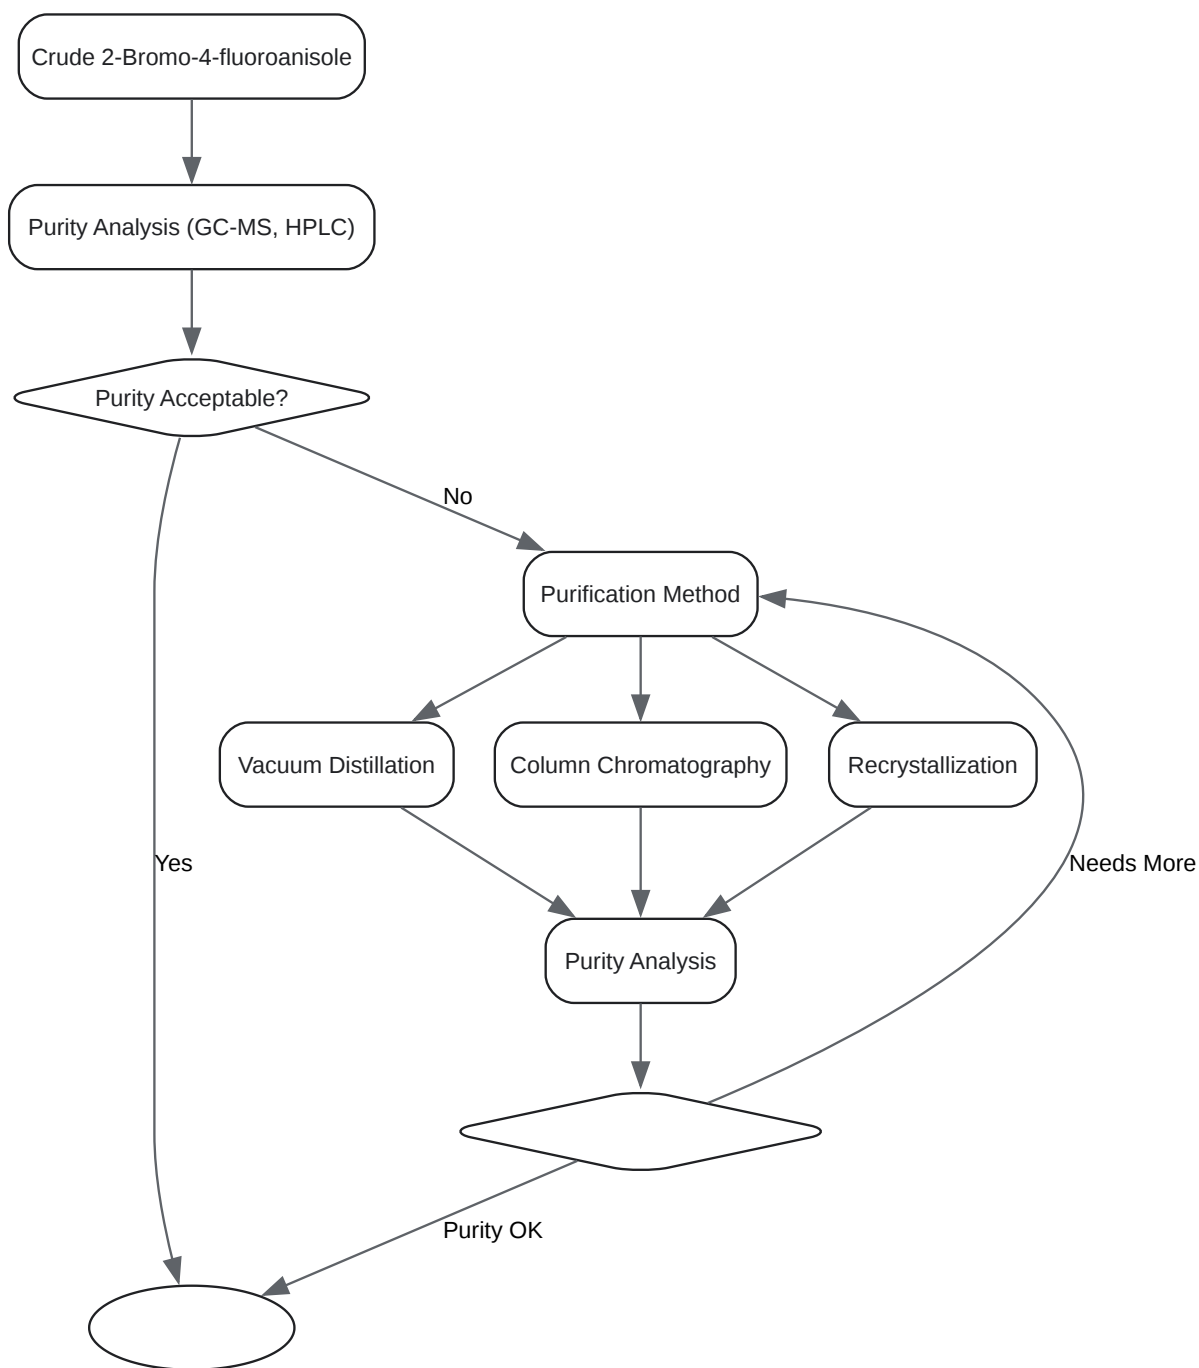 Crude 2-Bromo-4-fluoroanisole
Purity Analysis (GC-MS, HPLC)
Purity Acceptable?
No
Purification Method
Vacuum Distillation
Column Chromatography
Recrystallization
Yes
Needs More
Purity Analysis
Purity OK